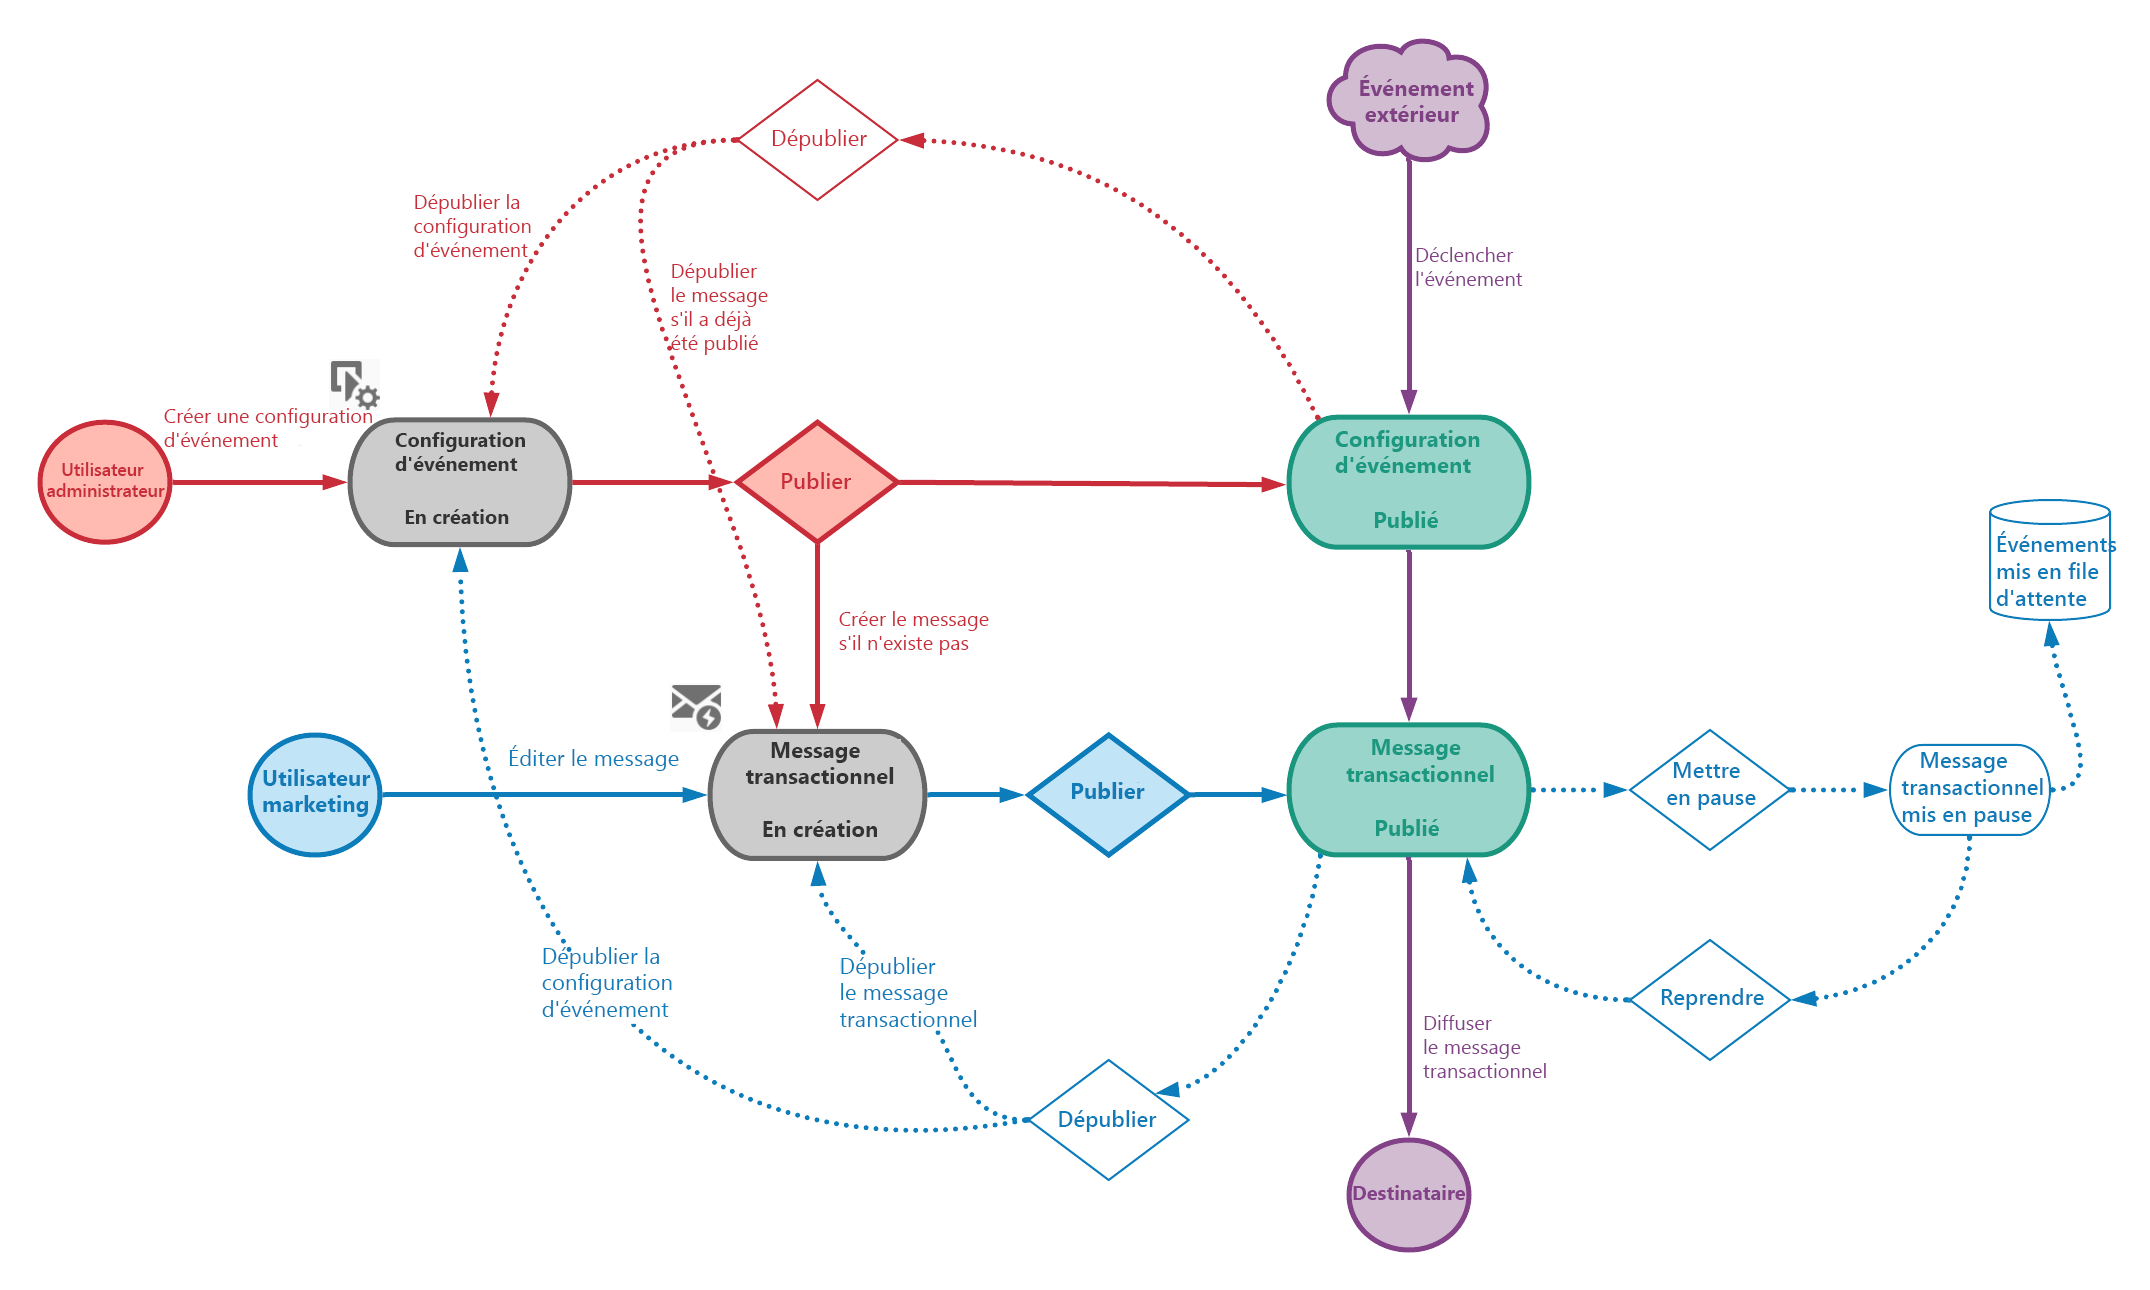 Événement
extérieur
Dépublier
Dépublier la
configuration
d'événement
Dépublier
le message
s'il a déjà
été publié
Déclencher
l'événement
Créer une configuration
d'événement
Utilisateur
administrateur
Configuration
d'événement
En création
Publier
Configuration
d'événement
Publié
Événements
mis en file
d'attente
Créer le message
s'il n'existe pas
Utilisateur
marketing
Éditer le message
Message
transactionnel
En création
Publier
Message
transactionnel
Publié
Mettre
en pause
Message
transactionnel
mis en pause
Dépublier la
configuration
d'événement
Dépublier
le message
transactionnel
Reprendre
Diffuser
le message
transactionnel
Dépublier
Destinataire